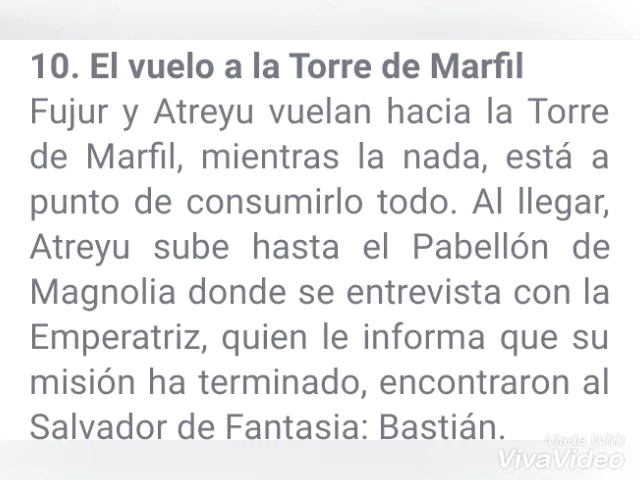 10. El vuelo a la Torre de Marfil
Fujur y Atreyu vuelan hacia la Torre
de Marfil, mientras la nada, está a
punto de consumirlo todo. Al llegar,
Atreyu sube hasta el Pabellón de
Magnolia donde se entrevista con la
Emperatriz, quien le informa que su
misión ha terminado, encontraron al
Salvador de Fantasia: Bastián.
Made With
VivaVideo